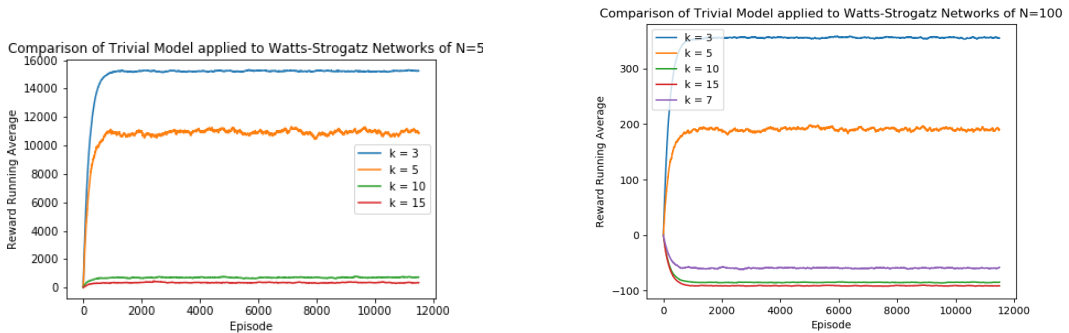 Comparison of Trivial Model applied to Watts-Strogatz Networks of N=5
16000
14000
12000
10000
8000
6000
4000
2000
0
Reward Running Average
k = 3
k = 5
k = 10
k = 15
0 2000 4000 6000 8000 10000 12000
Episode
Comparison of Trivial Model applied to Watts-Strogatz Networks of N=100
300
200
100
0
−100
Reward Running Average
k = 3
k = 5
k = 10
k = 15
k = 7
0 2000 4000 6000 8000 10000 12000
Episode